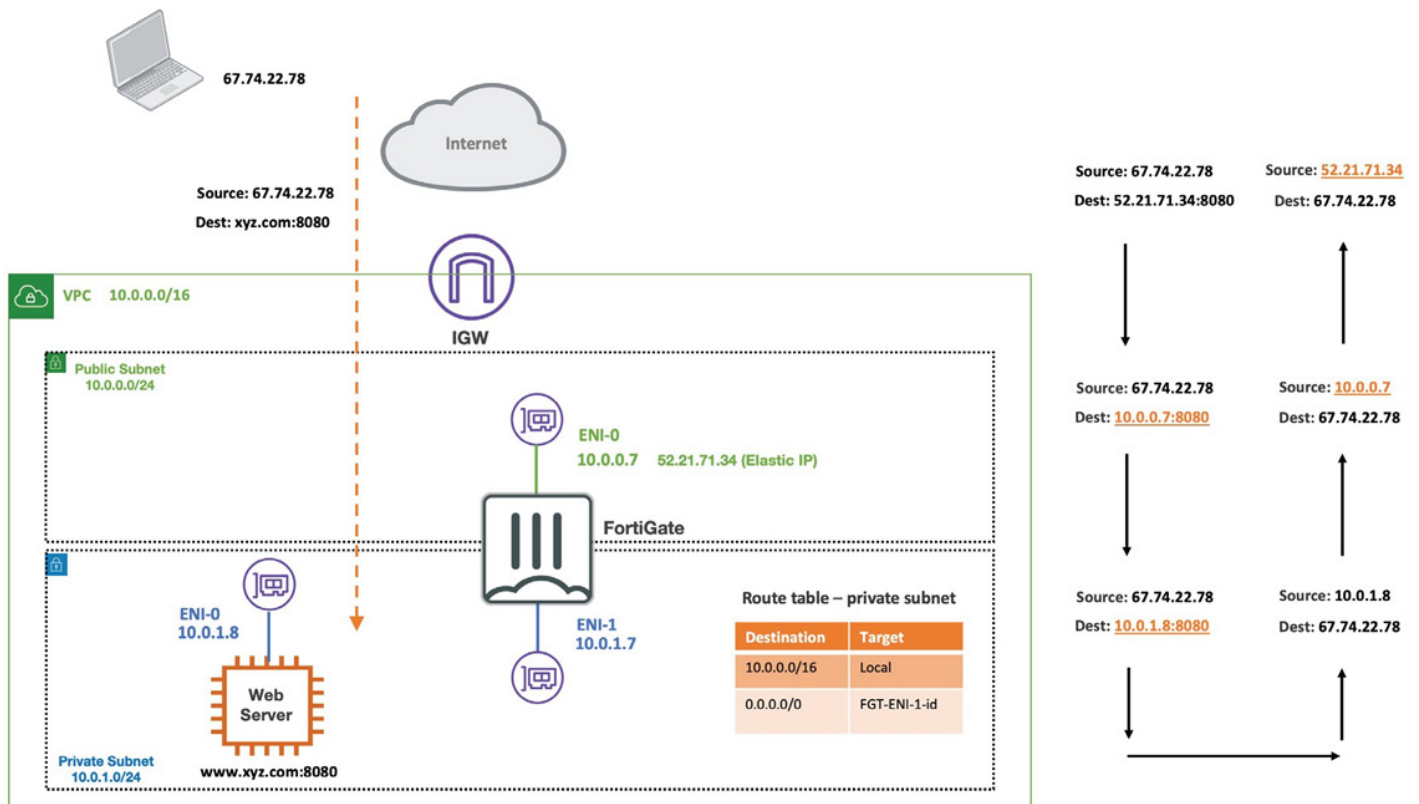 67.74.22.78
Internet
Source: 67.74.22.78
Dest: xyz.com:8080
IGW
VPC 10.0.0.0/16
Public Subnet
10.0.0.0/24
ENI-0
10.0.0.7 52.21.71.34 (Elastic IP)
FortiGate
ENI-0
10.0.1.8
ENI-1
10.0.1.7
Web
Server
www.xyz.com:8080
Private Subnet
10.0.1.0/24
Route table – private subnet
Destination Target
10.0.0.0/16 Local
0.0.0.0/0 FGT-ENI-1-id
Source: 67.74.22.78
Dest: 52.21.71.34:8080
Source: 52.21.71.34
Dest: 67.74.22.78
Source: 67.74.22.78
Dest: 10.0.0.7:8080
Source: 10.0.0.7
Dest: 67.74.22.78
Source: 67.74.22.78
Dest: 10.0.1.8:8080
Source: 10.0.1.8
Dest: 67.74.22.78